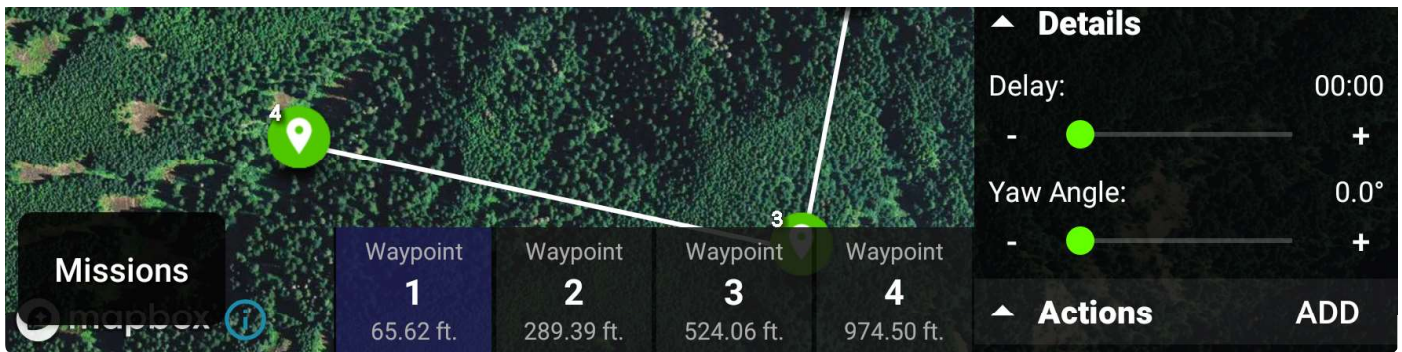 4
3
Missions
mapbox
Waypoint
1
65.62 ft.
Waypoint
2
289.39 ft.
Waypoint
3
524.06 ft.
Waypoint
4
974.50 ft.
Details
Delay: 00:00
- +
Yaw Angle: 0.0°
- +
Actions ADD